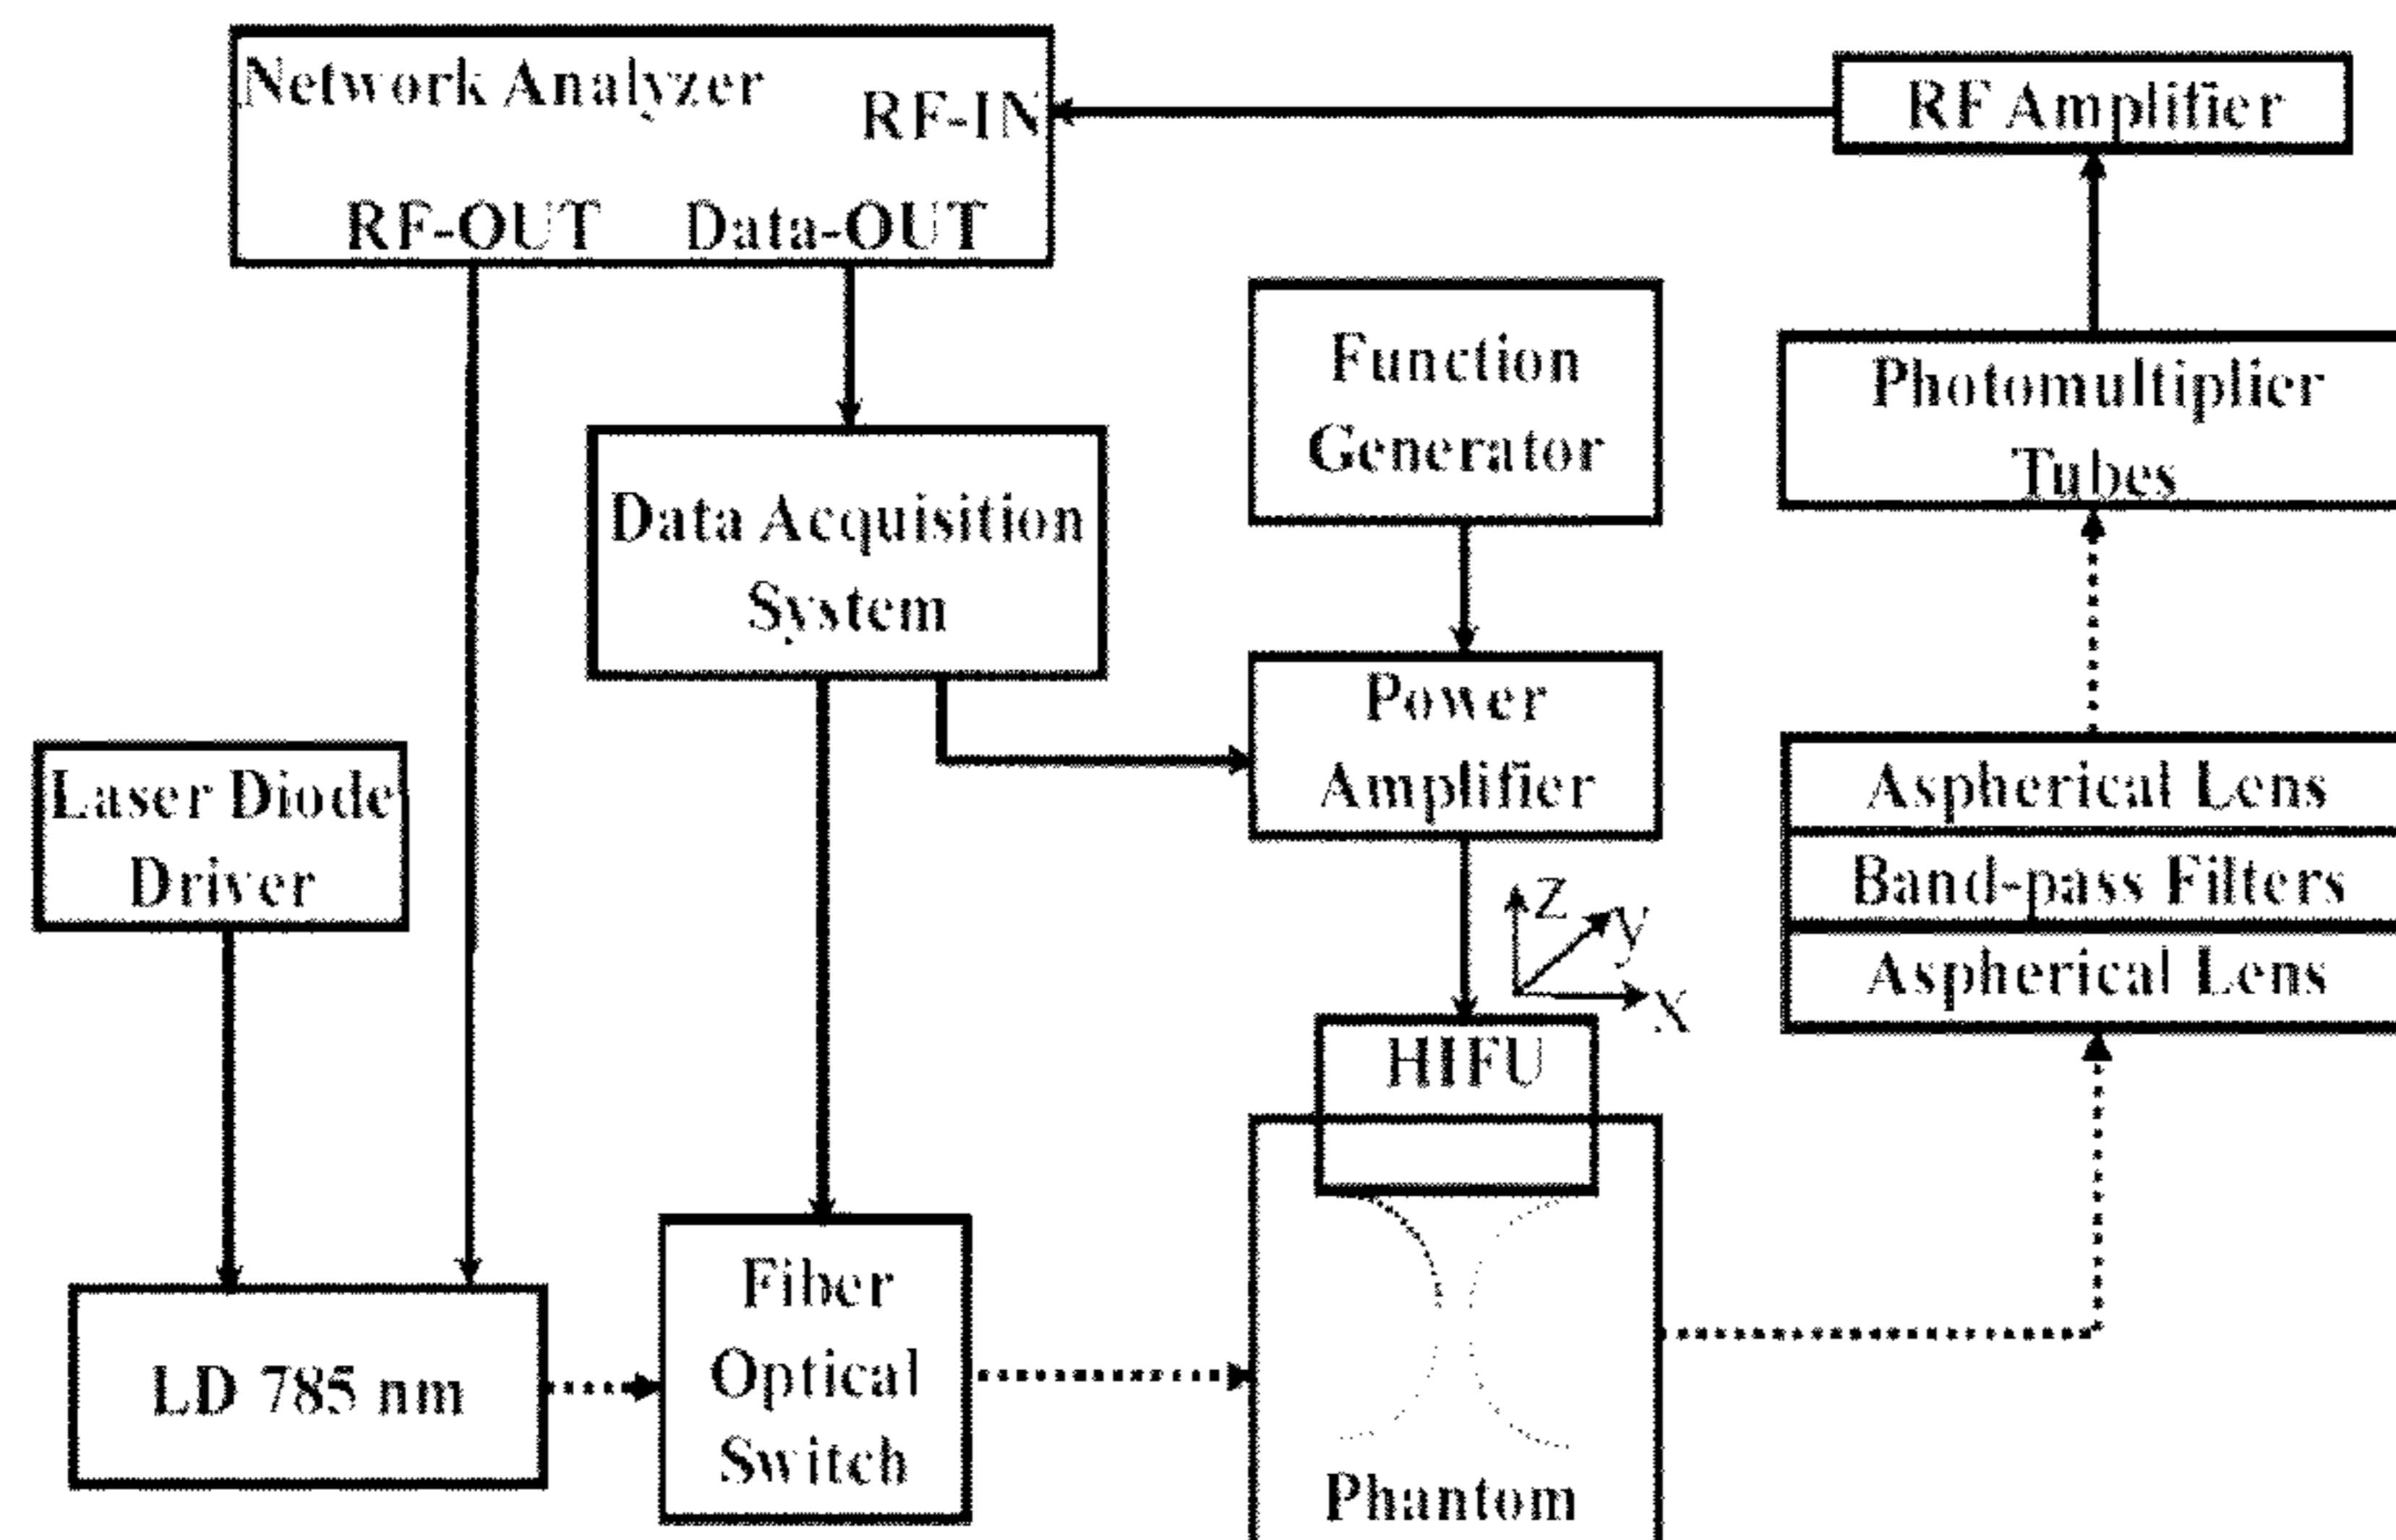 Network Analyzer
RF-IN
RF-OUT Data-OUT
RF Amplifier
Function
Generator
Photomultiplier
Tubes
Data Acquisition
System
Power
Amplifier
Laser Diode
Driver
Aspherical Lens
Band-pass Filters
Aspherical Lens
Z
y
X
HIFU
LD 785 nm
Fiber
Optical
Switch
Phantom